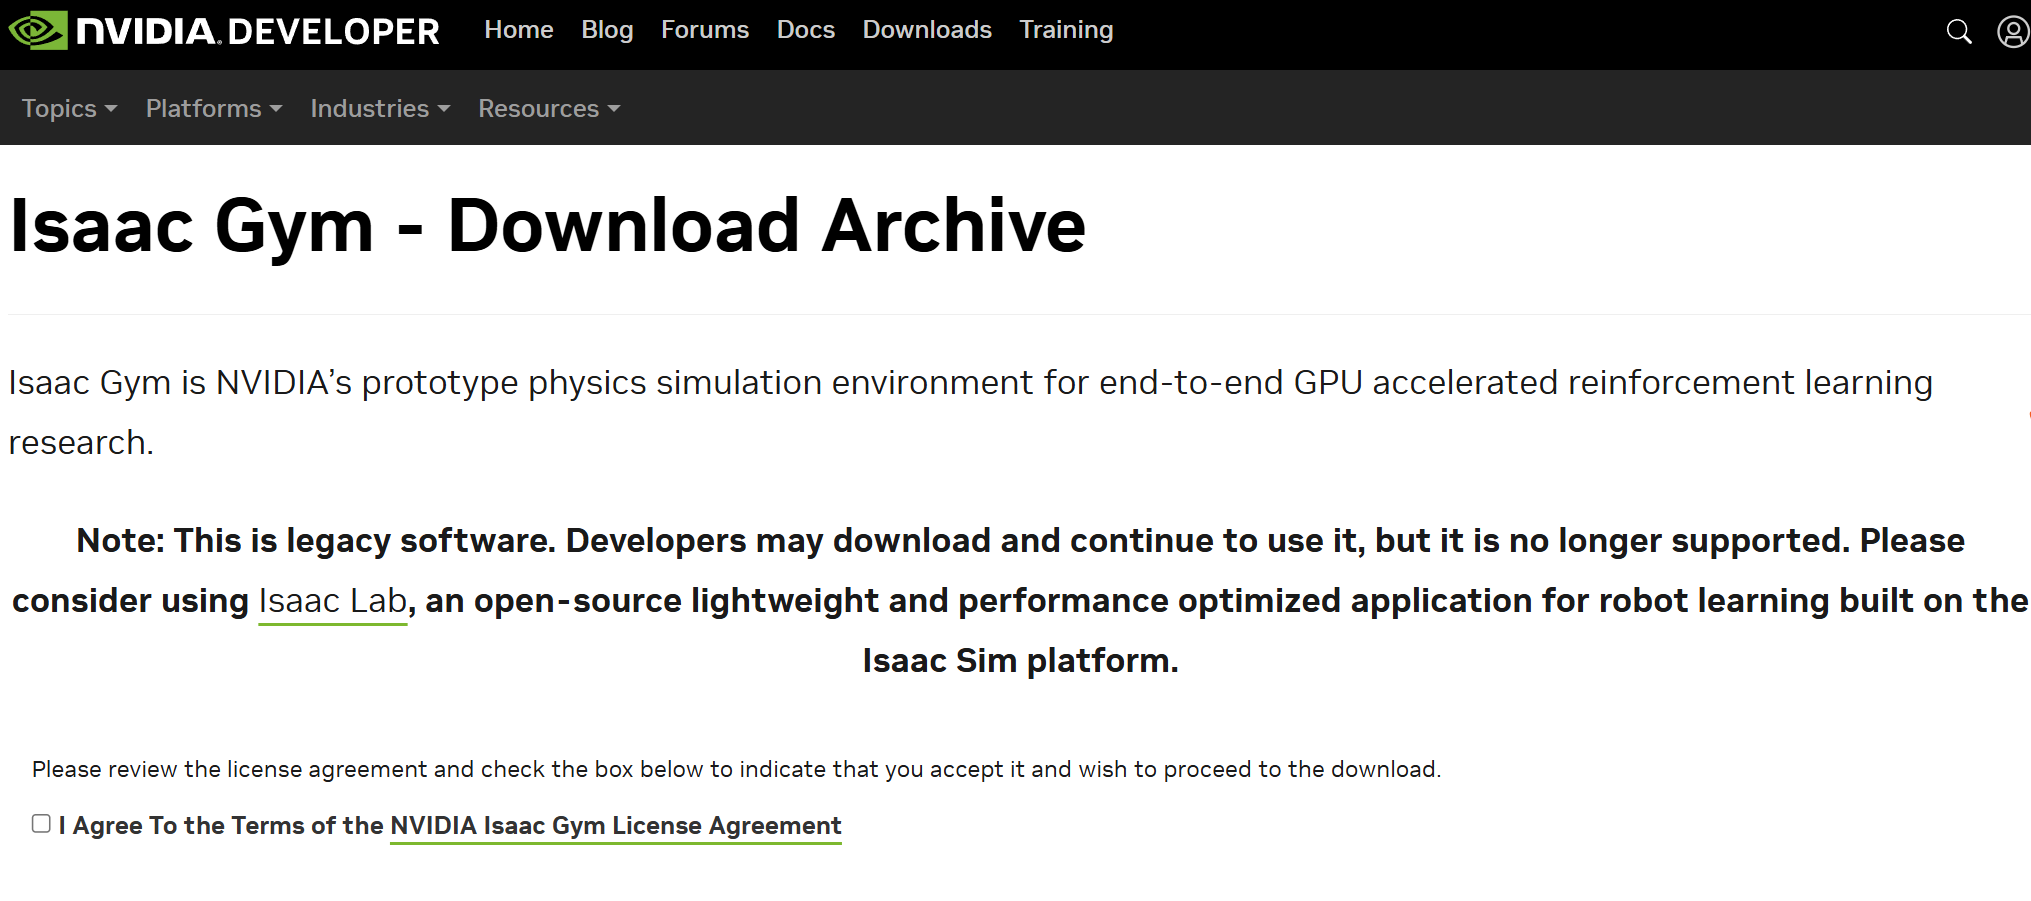 NVIDIA. DEVELOPER Home Blog Forums Docs Downloads Training
Topics Platforms Industries Resources
Isaac Gym - Download Archive
Isaac Gym is NVIDIA’s prototype physics simulation environment for end-to-end GPU accelerated reinforcement learning
research.
Note: This is legacy software. Developers may download and continue to use it, but it is no longer supported. Please
consider using Isaac Lab, an open-source lightweight and performance optimized application for robot learning built on the
Isaac Sim platform.
Please review the license agreement and check the box below to indicate that you accept it and wish to proceed to the download.
I Agree To the Terms of the NVIDIA Isaac Gym License Agreement